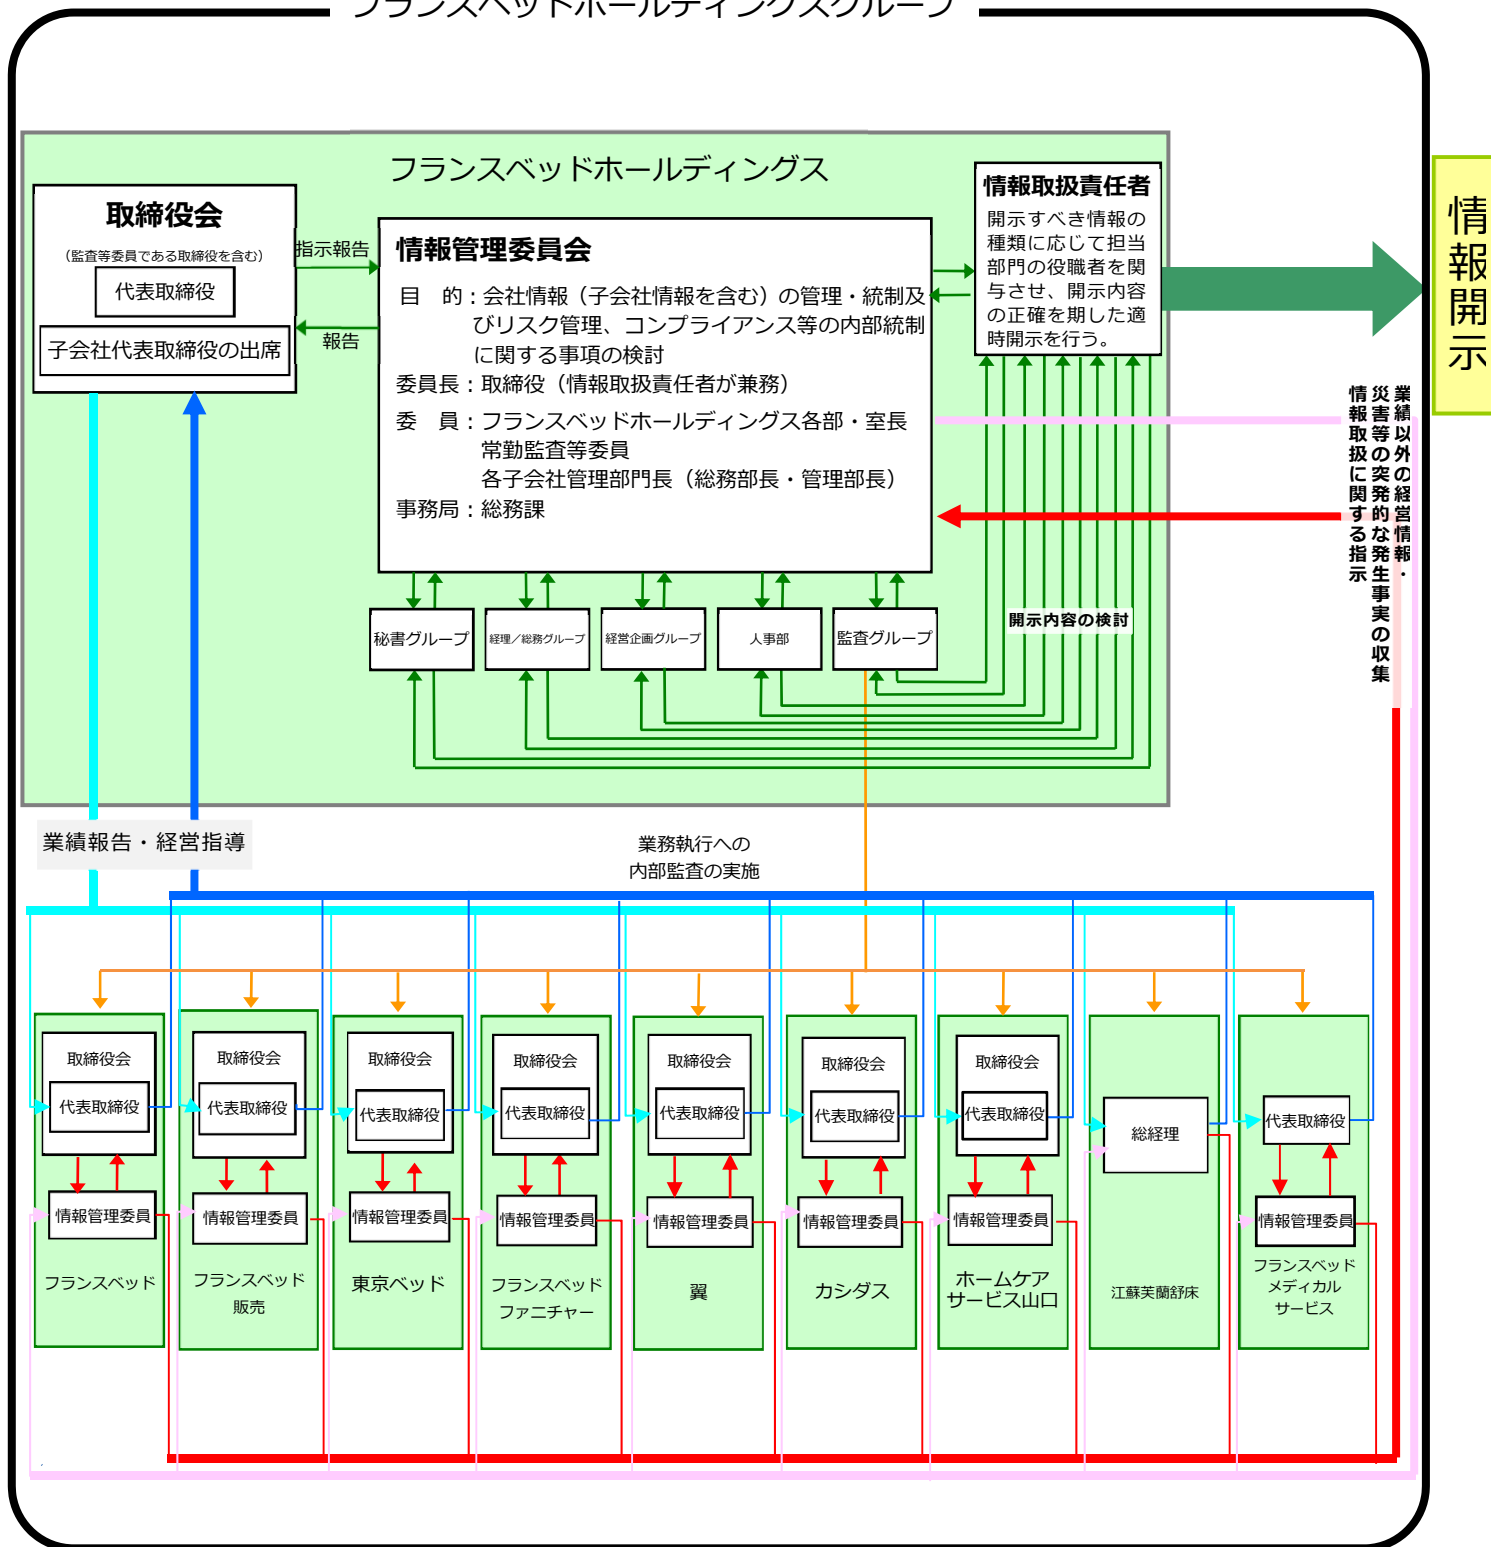 フランスベッドホールディングスグループ
フランスベッドホールディングス
取締役会
（監査等委員である取締役を含む）
代表取締役
子会社代表取締役の出席
指示報告
報告
情報管理委員会
目　的：会社情報（子会社情報を含む）の管理・統制及
びリスク管理、コンプライアンス等の内部統制
に関する事項の検討
委員長：取締役（情報取扱責任者が兼務）
委　員：フランスベッドホールディングス各部・室長
常勤監査等委員
各子会社管理部門長（総務部長・管理部長）
事務局：総務課
情報取扱責任者
開示すべき情報の
種類に応じて担当
部門の役職者を関
与させ、開示内容
の正確を期した適
時開示を行う。
情報開示
業績以外の経営情報・
災害等の突発的な発生事実の収集
情報取扱に関する指示
秘書グループ
経理／総務グループ
経営企画グループ
人事部
監査グループ
開示内容の検討
業績報告・経営指導
業務執行への
内部監査の実施
取締役会
代表取締役
情報管理委員
フランスベッド
取締役会
代表取締役
情報管理委員
フランスベッド
販売
取締役会
代表取締役
情報管理委員
東京ベッド
取締役会
代表取締役
情報管理委員
フランスベッド
ファニチャー
取締役会
代表取締役
情報管理委員
翼
取締役会
代表取締役
情報管理委員
カシダス
取締役会
代表取締役
情報管理委員
ホームケア
サービス山口
総経理
江蘇芙蘭舒床
代表取締役
情報管理委員
フランスベッド
メディカル
サービス